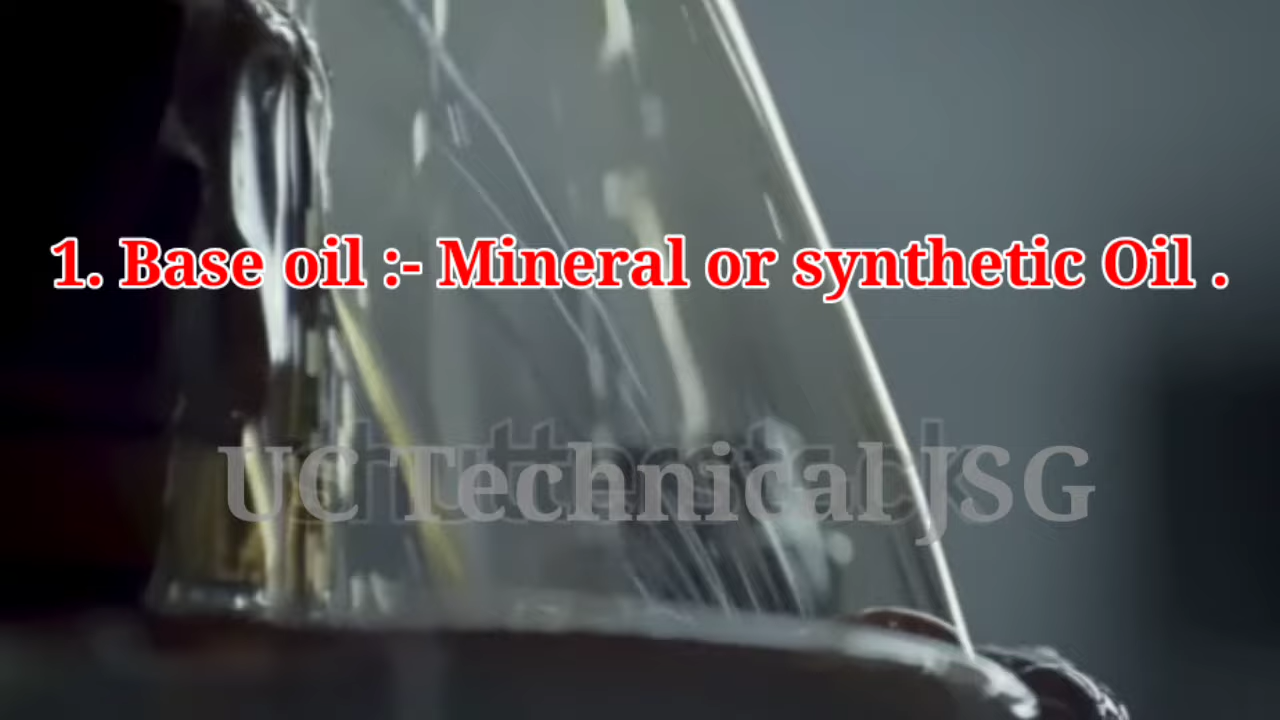 1. Base oil :- Mineral or synthetic Oil .
UC Technical JSG